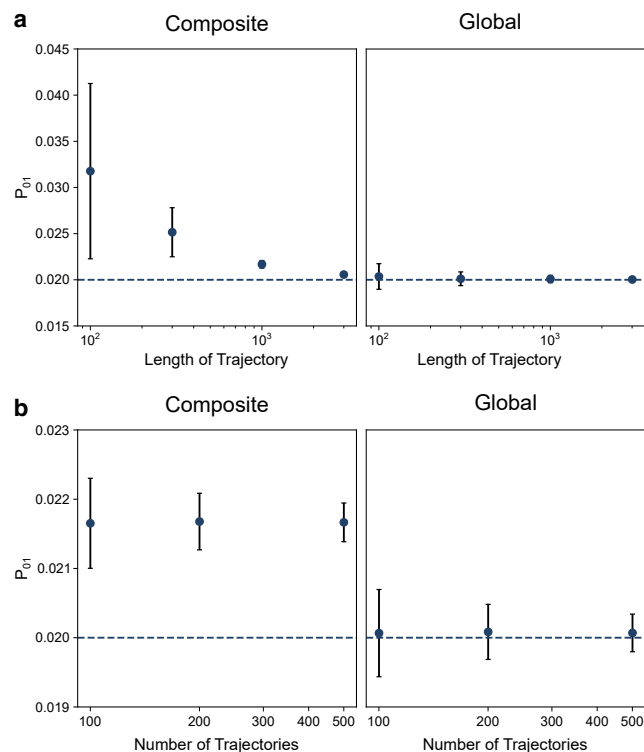 a
Composite
Global
0.045
0.040
0.035
0.030
0.025
0.020
0.015
P01
10²
10³
10²
10³
Length of Trajectory
Length of Trajectory
b
Composite
Global
0.023
0.022
0.021
0.020
0.019
P01
100
200
300
400
500
100
200
300
400
500
Number of Trajectories
Number of Trajectories